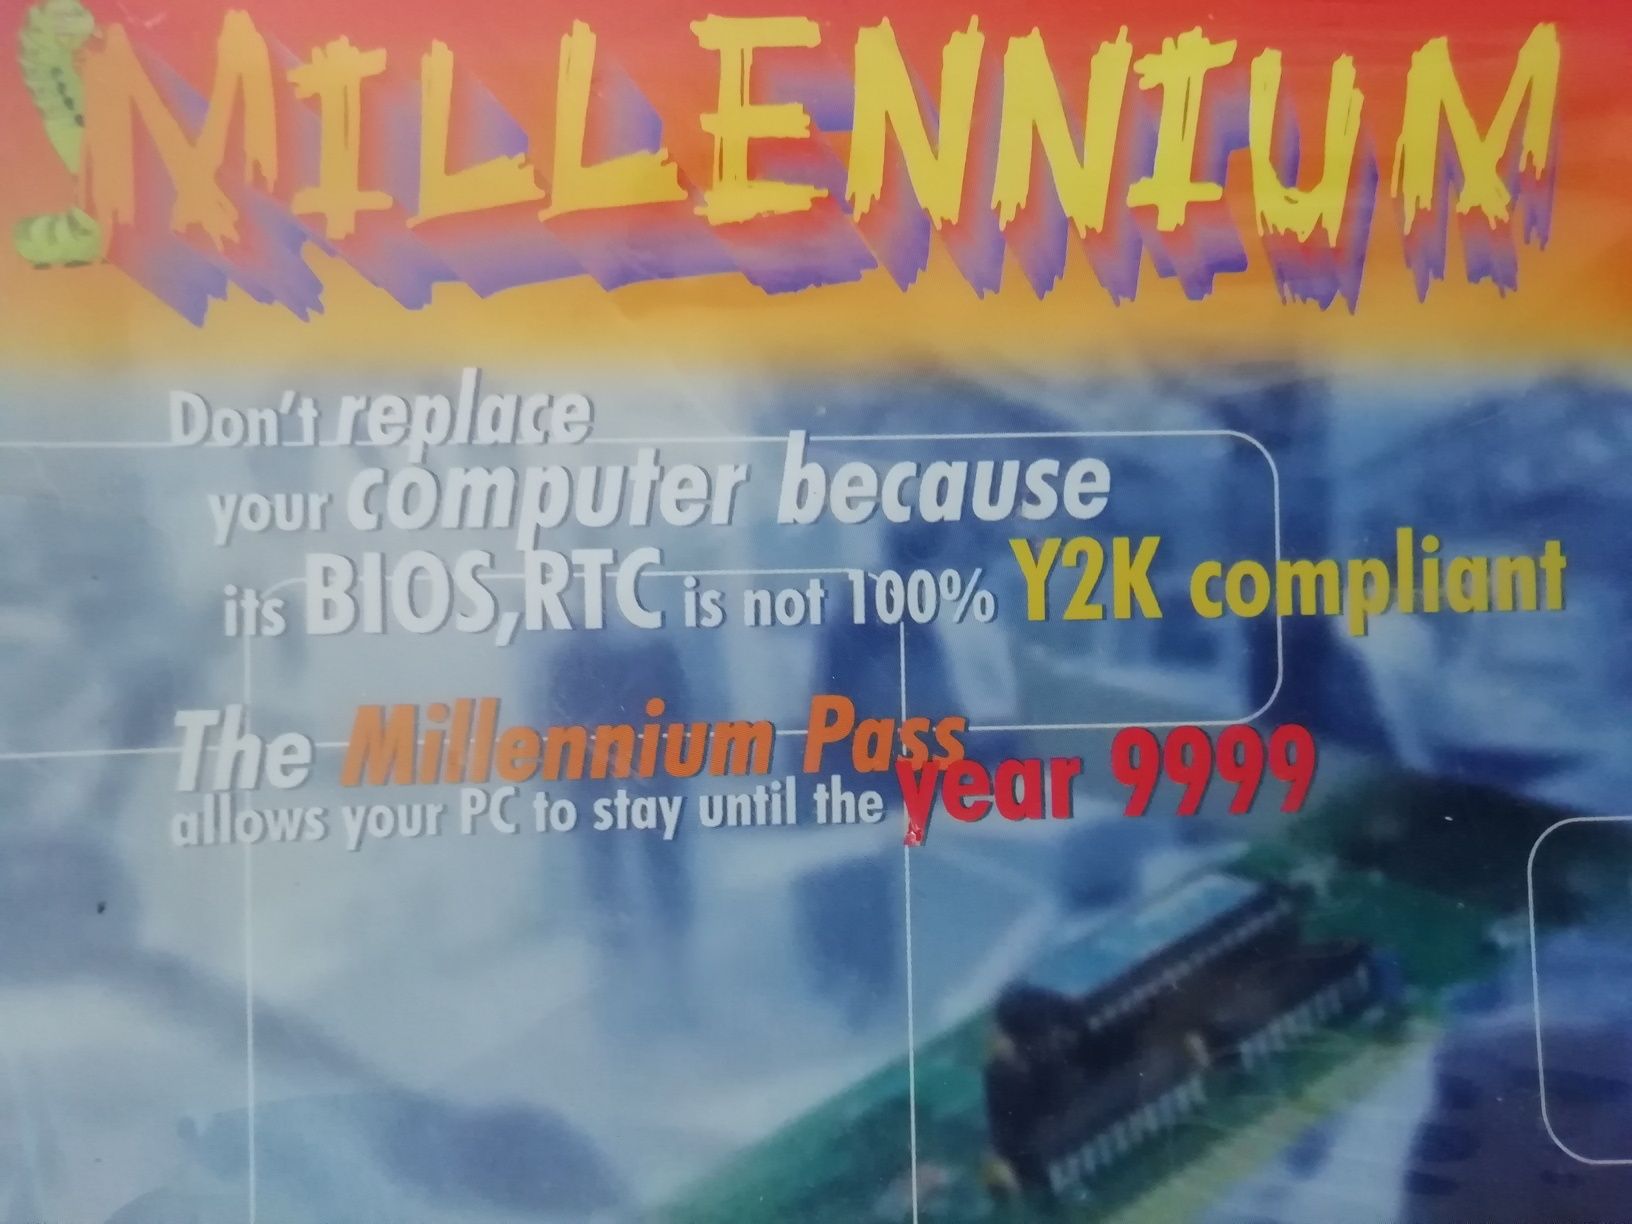 MILLENNIUM
Don't replace
your computer because
its BIOS,RTC is not 100% Y2K compliant
The Millennium Pass
allows your PC to stay until the year 9999